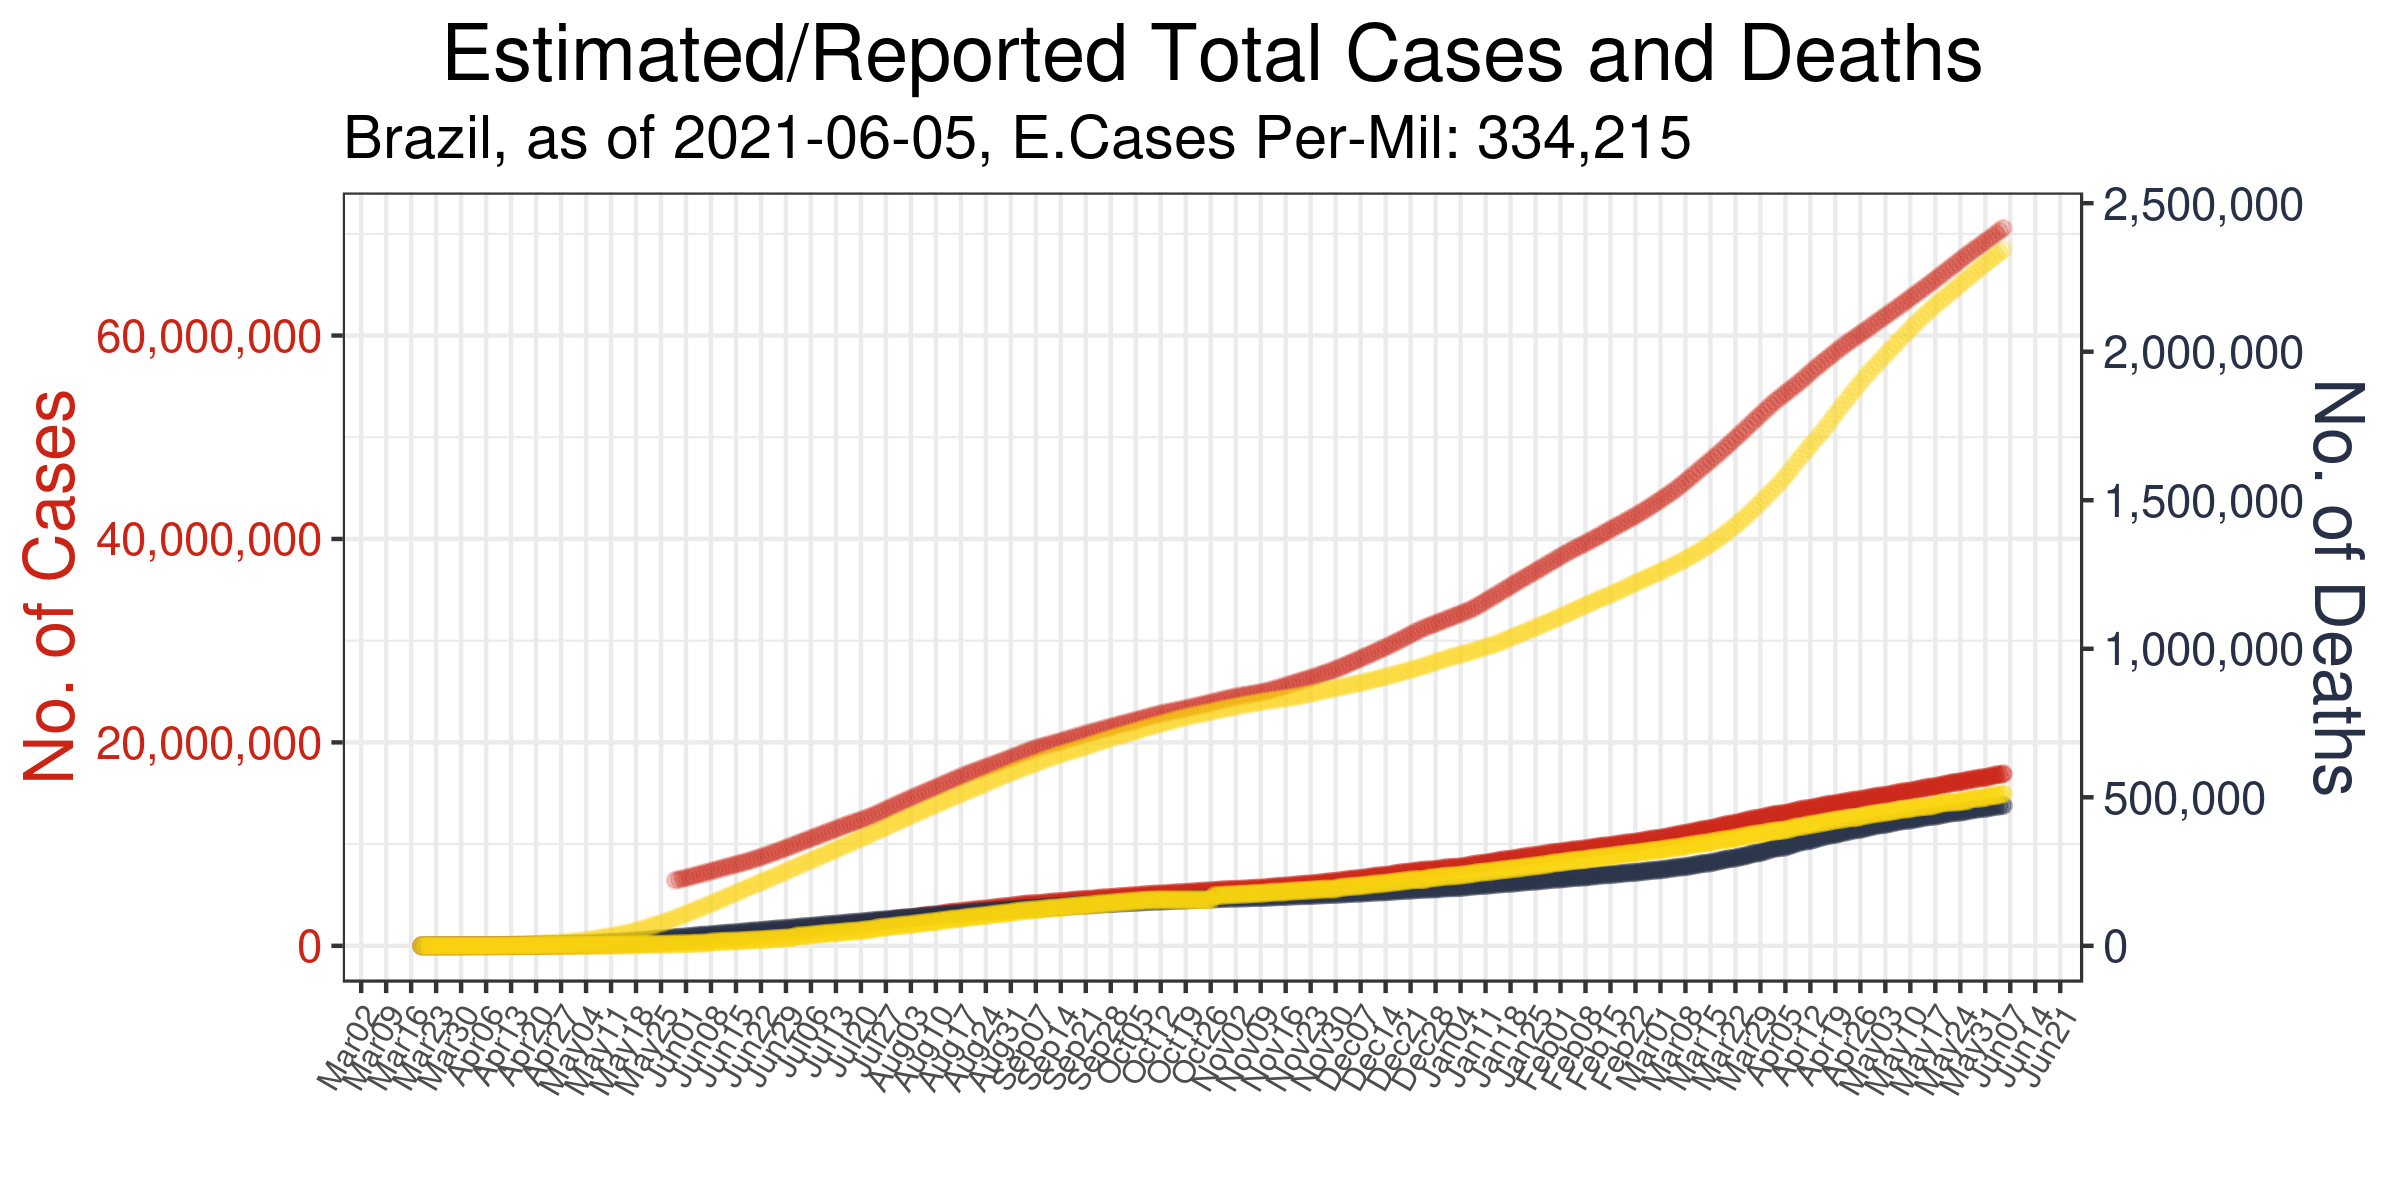 Estimated/Reported Total Cases and Deaths
Brazil, as of 2021-06-05, E.Cases Per-Mil: 334,215
No. of Cases
60,000,000
40,000,000
20,000,000
0
2,500,000
2,000,000
1,500,000
1,000,000
500,000
0
No. of Deaths
Mar02
Mar09
Mar16
Mar23
Mar30
Apr06
Apr13
Apr20
Apr27
May04
May11
May18
May25
Jun01
Jun08
Jun15
Jun22
Jun29
Jul06
Jul13
Jul20
Jul27
Aug03
Aug10
Aug17
Aug24
Aug31
Sep07
Sep14
Sep21
Sep28
Oct05
Oct12
Oct19
Oct26
Nov02
Nov09
Nov16
Nov23
Nov30
Dec07
Dec14
Dec21
Dec28
Jan04
Jan11
Jan18
Jan25
Feb01
Feb08
Feb15
Feb22
Mar01
Mar08
Mar15
Mar22
Mar29
Apr05
Apr12
Apr19
Apr26
May03
May10
May17
May24
May31
Jun07
Jun14
Jun21